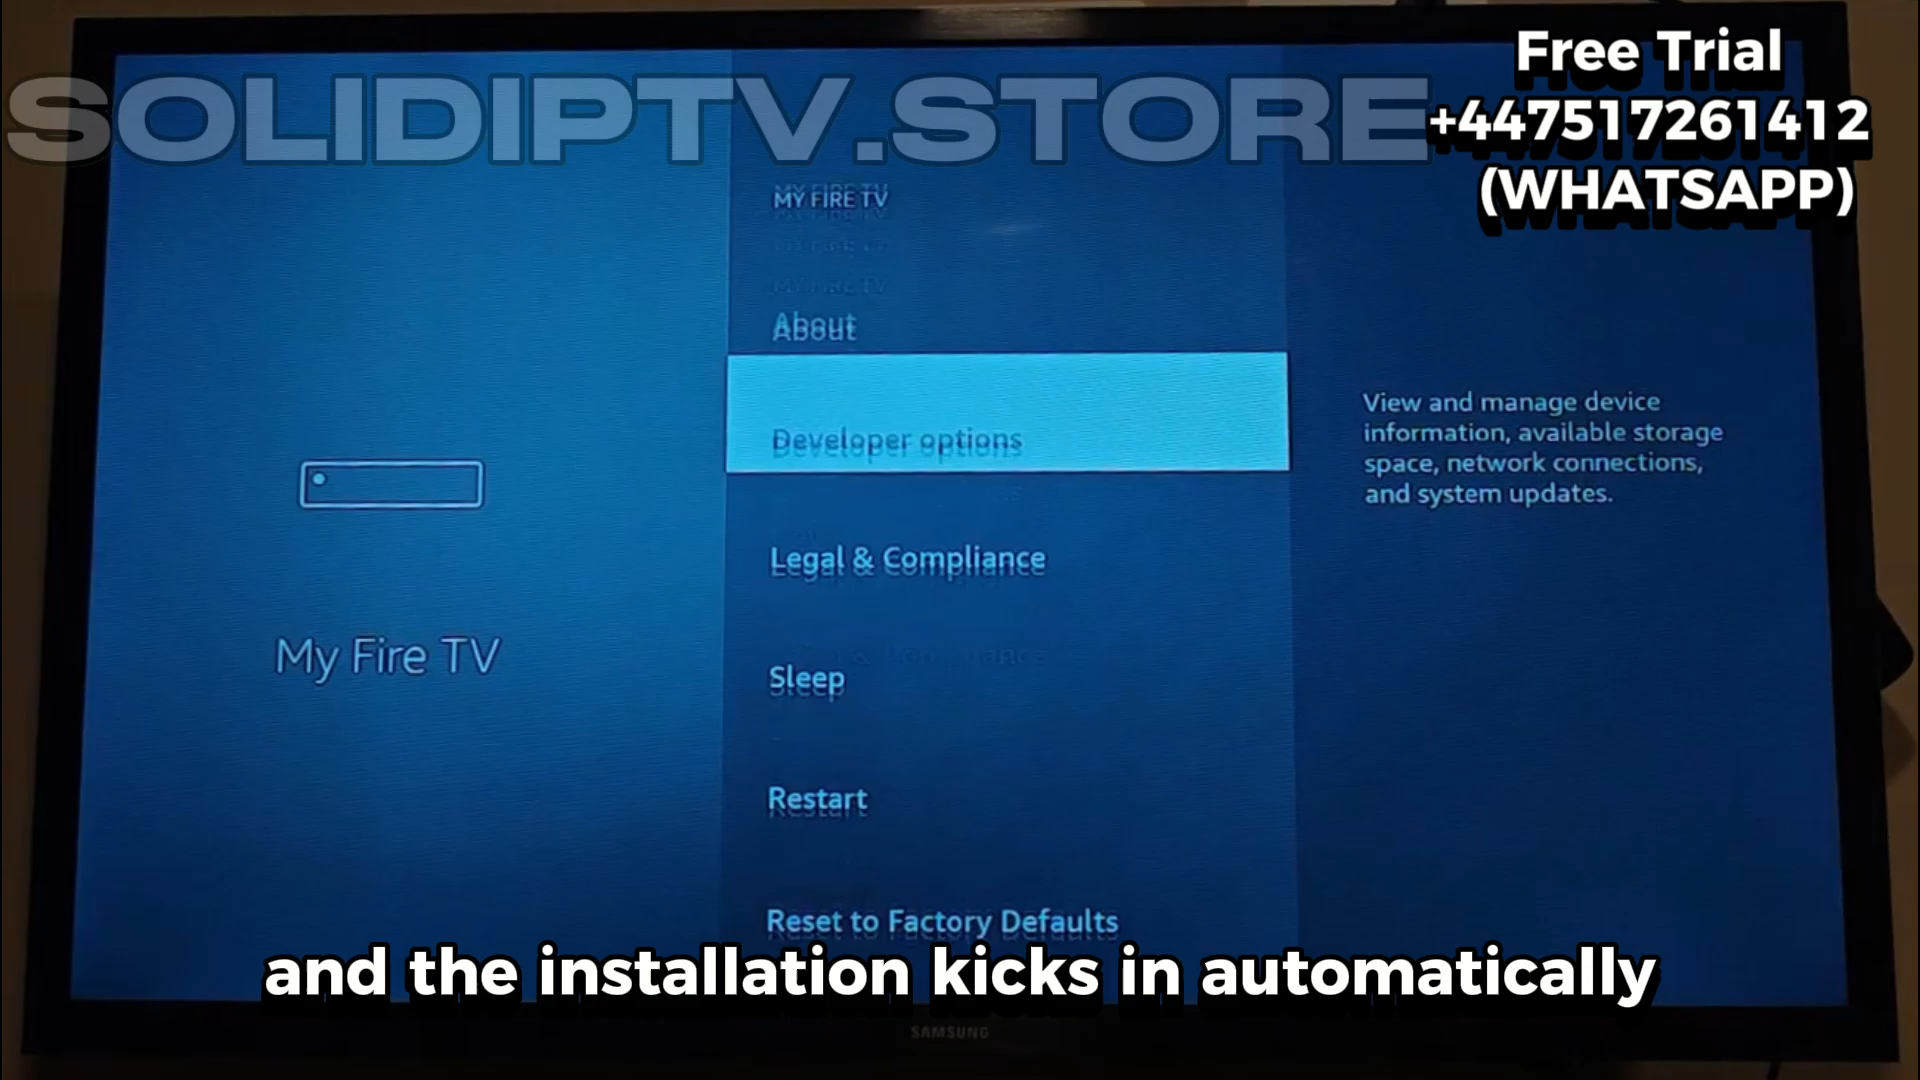 Free Trial
+447517261412
(WHATSAPP)
SOLIDIPTV.STORE
MY FIRE TV
About
Developer options
Legal & Compliance
Sleep
Restart
Reset to Factory Defaults
My Fire TV
View and manage device
information, available storage
space, network connections,
and system updates.
and the installation kicks in automatically
SAMSUNG